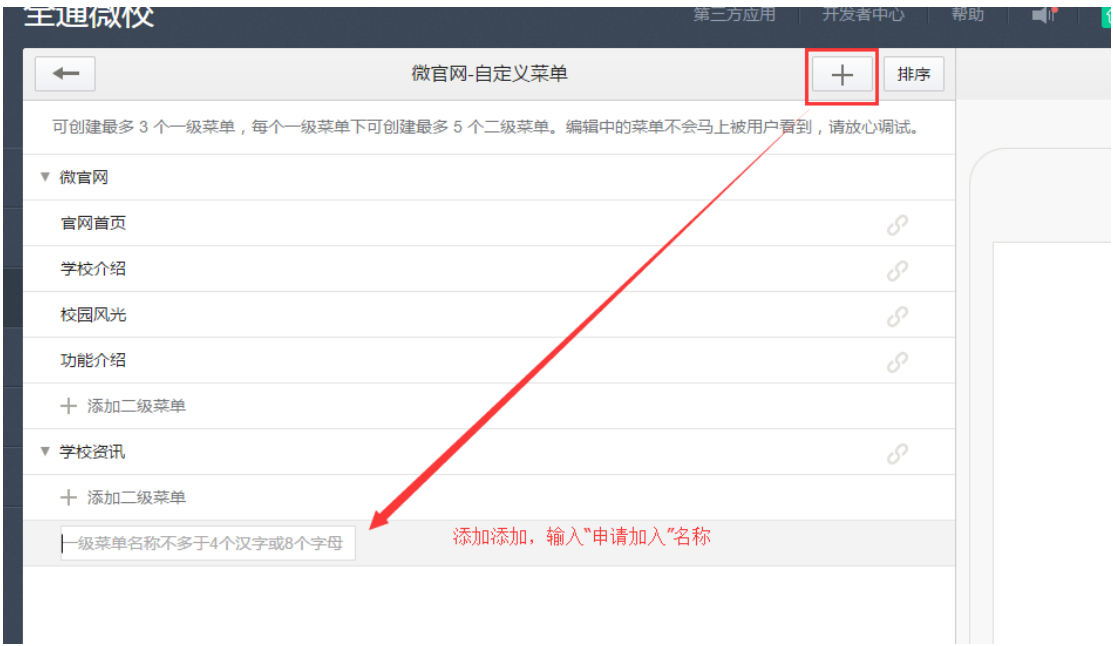 全通微校
第三方应用 开发者中心 帮助
微官网-自定义菜单
排序
可创建最多 3 个一级菜单，每个一级菜单下可创建最多 5 个二级菜单。编辑中的菜单不会马上被用户看到，请放心调试。
微官网
官网首页
学校介绍
校园风光
功能介绍
添加二级菜单
学校资讯
添加二级菜单
一级菜单名称不多于4个汉字或8个字母
添加添加，输入“申请加入”名称